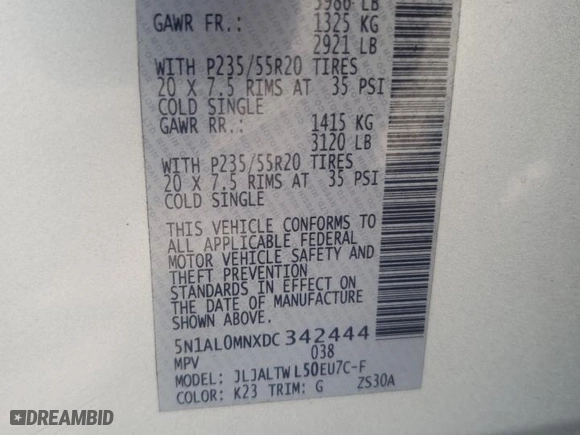 5986 LB
GAWR FR.: 1325 KG
2921 LB
WITH P235/55R20 TIRES
20 X 7.5 RIMS AT 35 PSI
COLD SINGLE
GAWR RR.: 1415 KG
3120 LB
WITH P235/55R20 TIRES
20 X 7.5 RIMS AT 35 PSI
COLD SINGLE
THIS VEHICLE CONFORMS TO
ALL APPLICABLE FEDERAL
MOTOR VEHICLE SAFETY AND
THEFT PREVENTION
STANDARDS IN EFFECT ON
THE DATE OF MANUFACTURE
SHOWN ABOVE.
5N1AL0MNXDC342444
MPV 038
MODEL: JLJALTWL50EU7C-F
COLOR: K23 TRIM: G ZS30A
DREAMBID